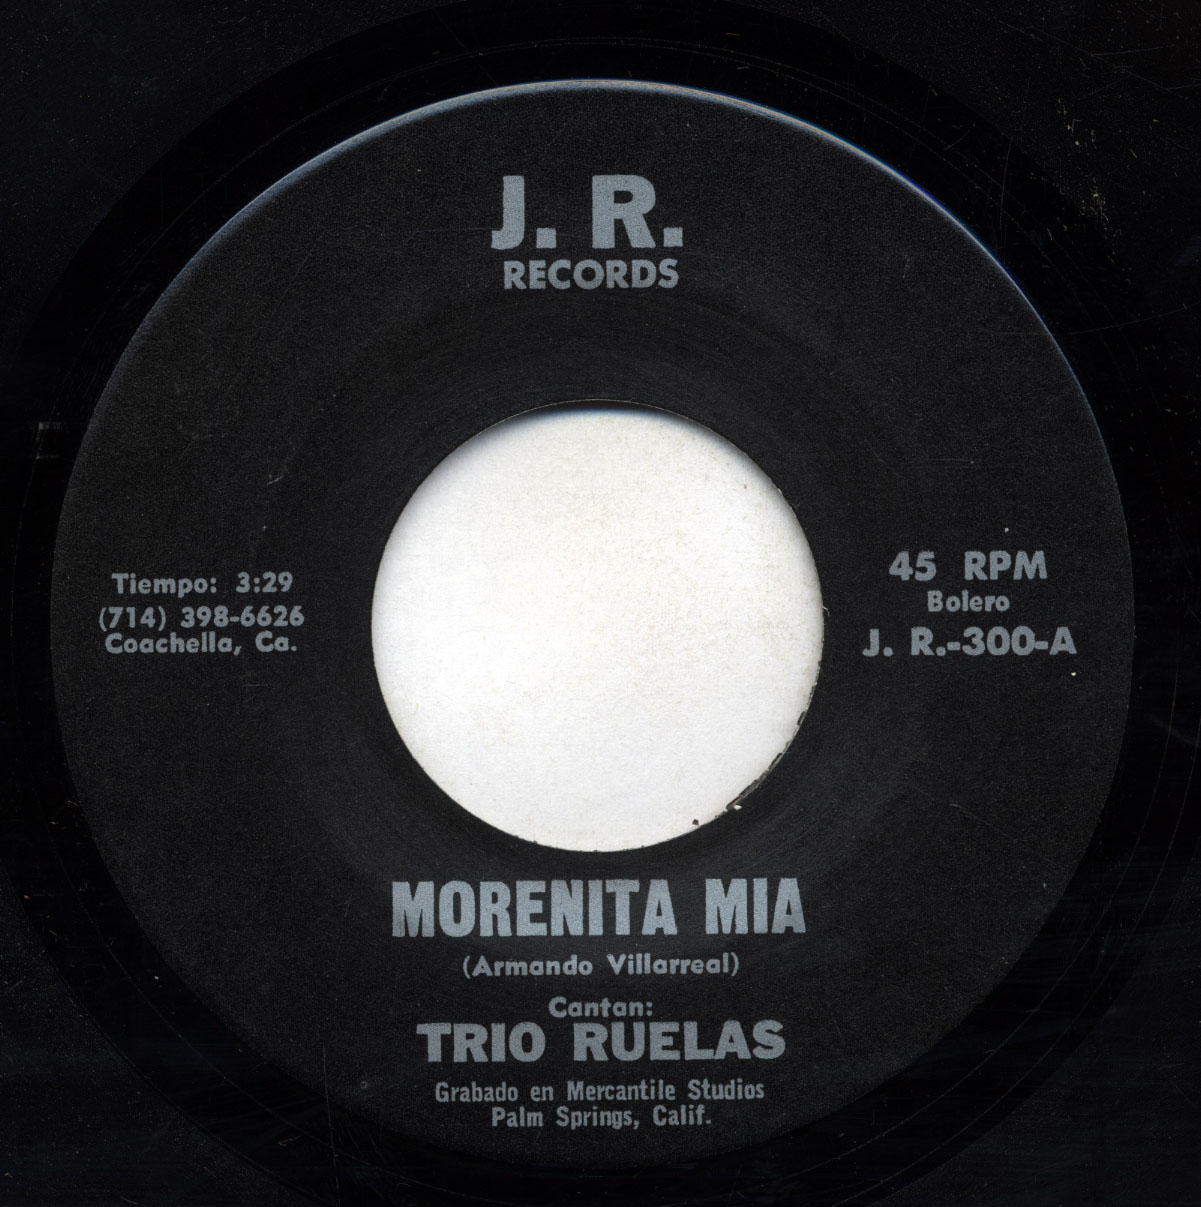 J. R.
RECORDS
Tiempo: 3:29
(714) 398-6626
Coachella, Ca.
45 RPM
Bolero
J. R.-300-A
MORENITA MIA
(Armando Villarreal)
Cantan:
TRIO RUELAS
Grabado en Mercantile Studios
Palm Springs, Calif.